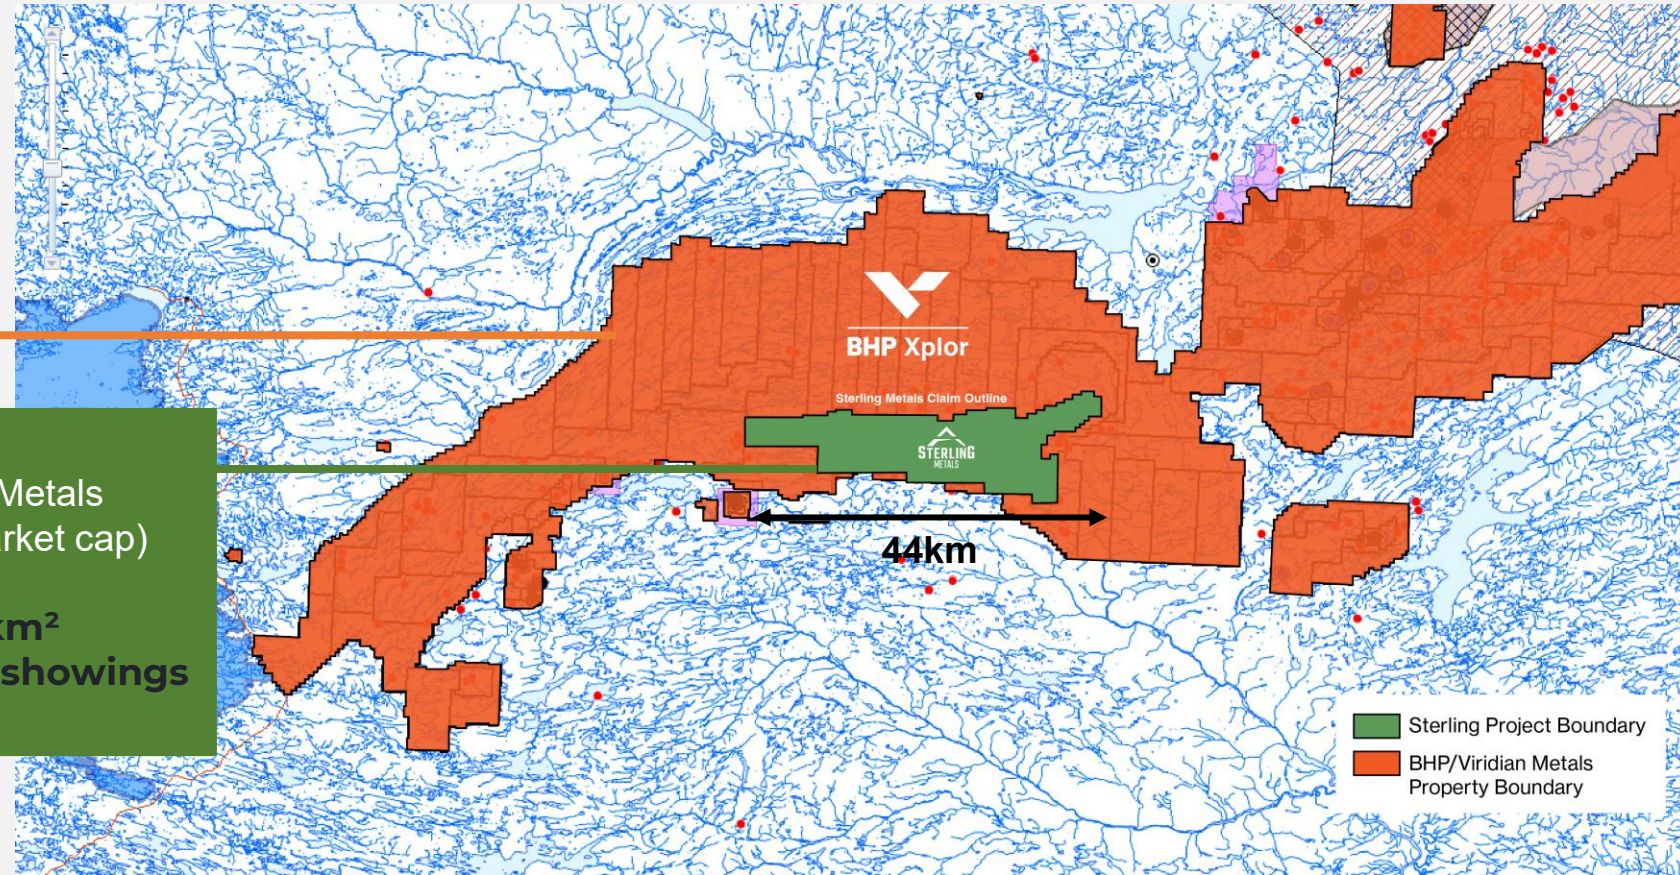 BHP Xplor
Sterling Metals Claim Outline
STERLING
METALS
Metals
market cap)
km²
showings
44km
Sterling Project Boundary
BHP/Viridian Metals
Property Boundary